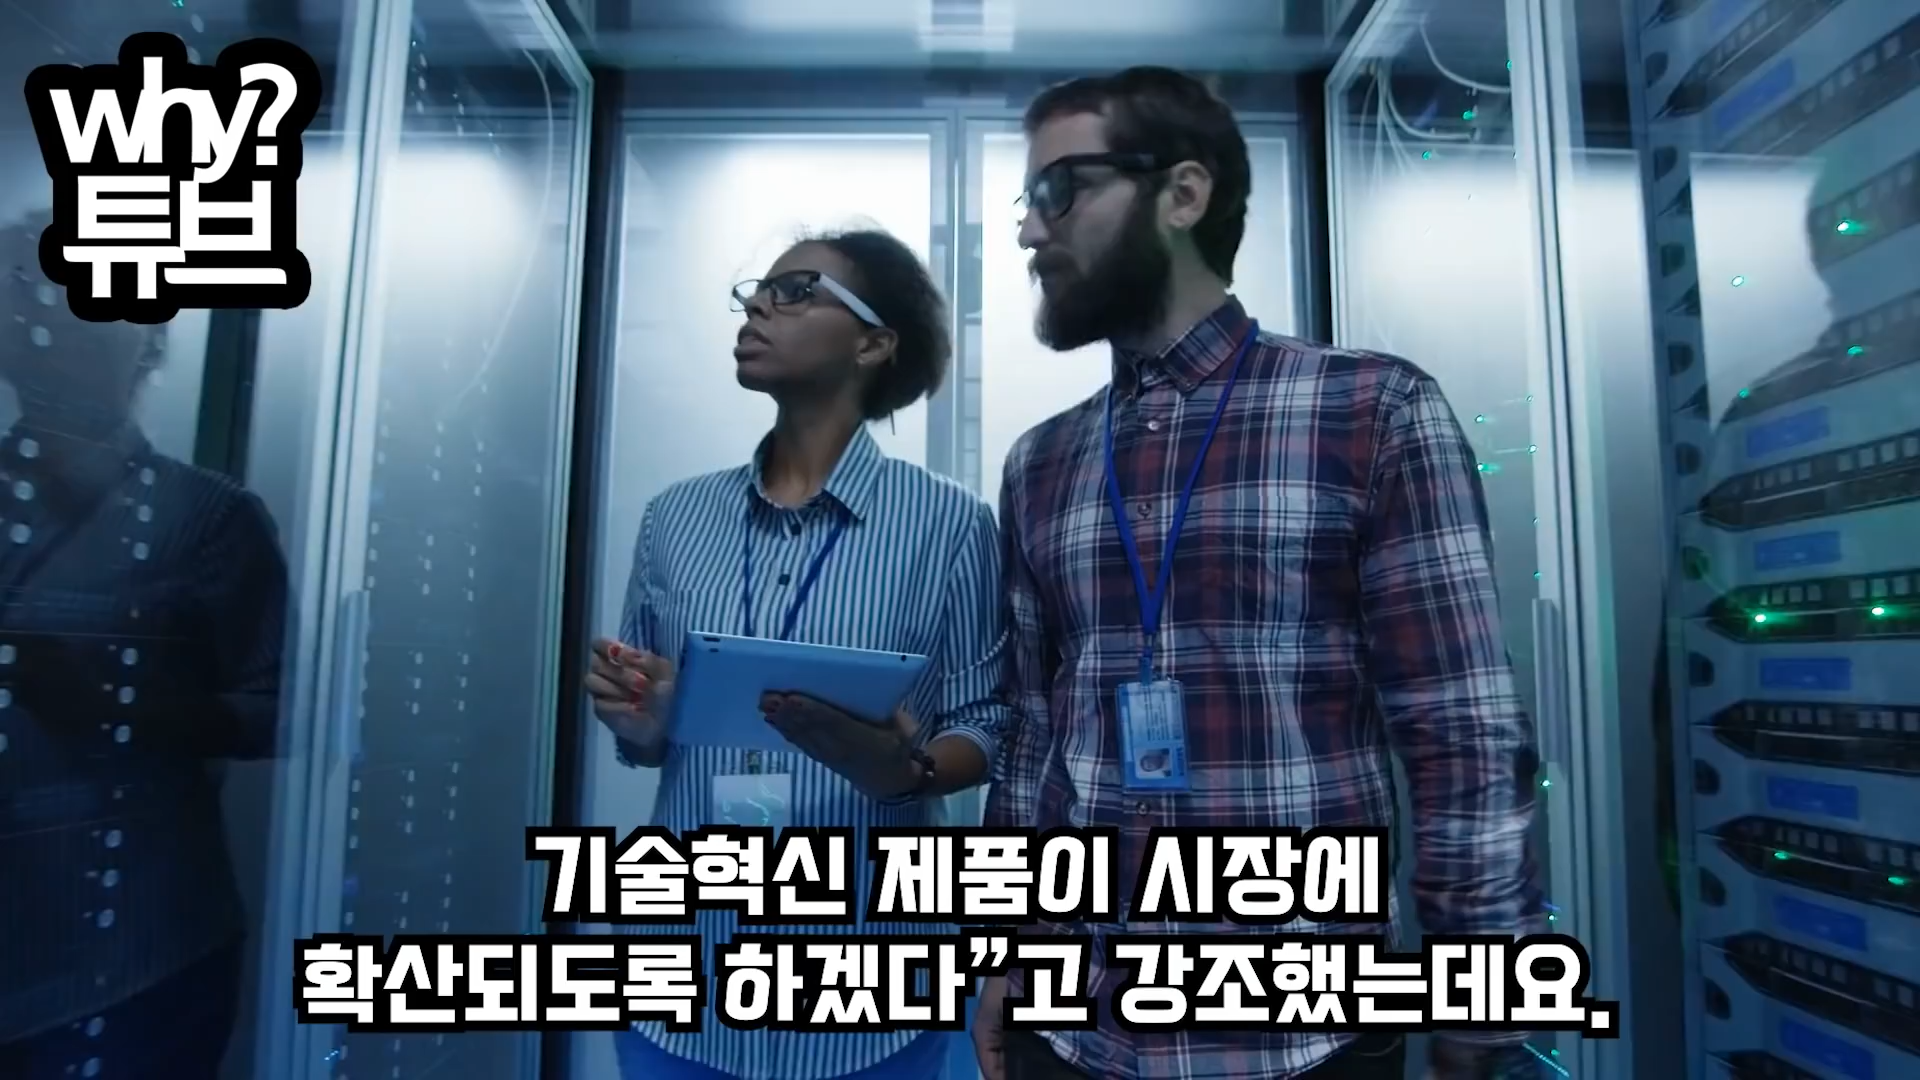 why?
튜브
기술혁신 제품이 시장에
확산되도록 하겠다”고 강조했는데요.